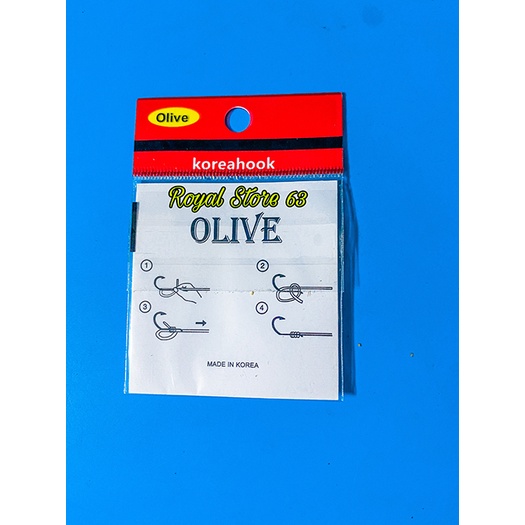 Olive
koreahook
Royal Store 63
OLIVE
1
2
3
4
MADE IN KOREA